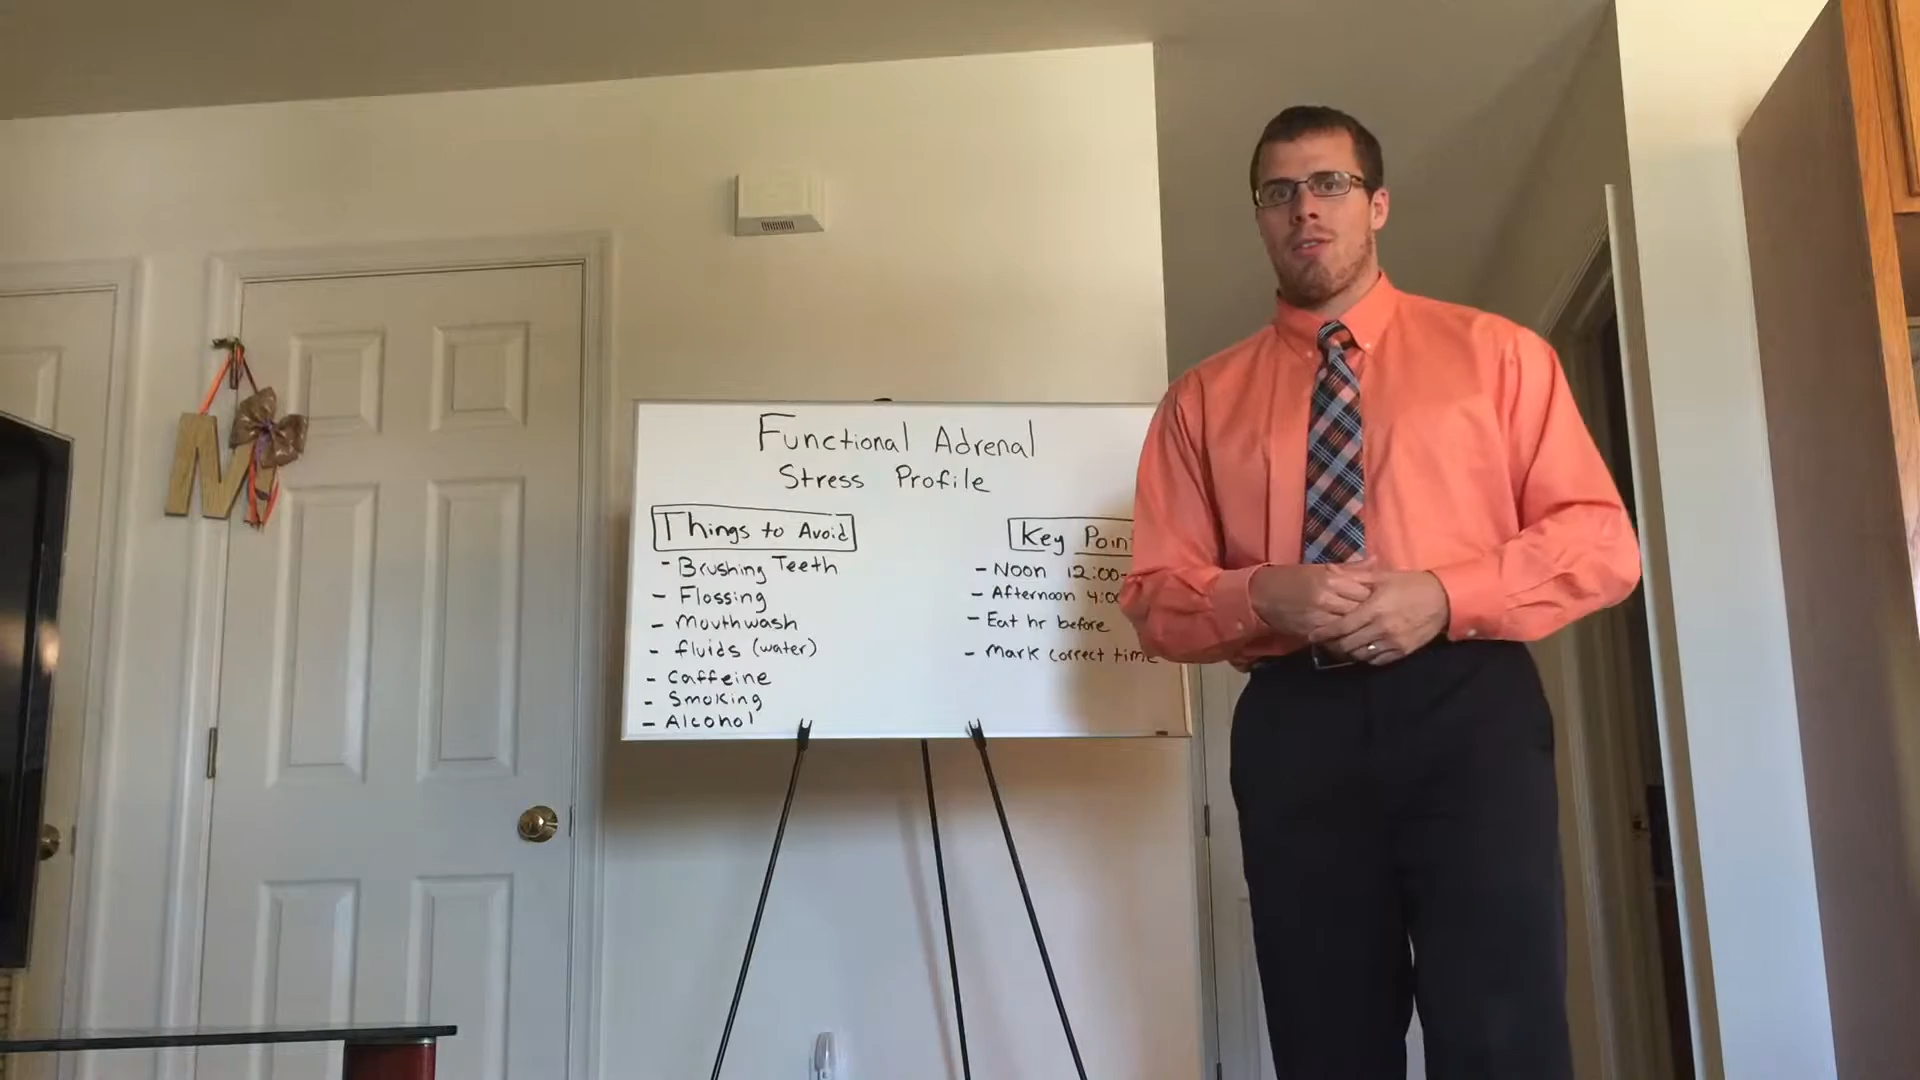 Functional Adrenal
Stress Profile
Things to Avoid
- Brushing Teeth
- Flossing
- Mouthwash
- fluids (water)
- Caffeine
- Smoking
- Alcohol
Key
- Noon 12:00-
- Afternoon
- Eat hr before
- Mark correct time
M